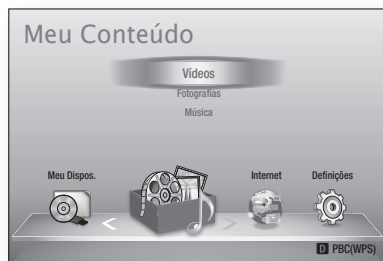 Meu Conteúdo
Vídeos
Fotografias
Música
Meu Dispos.
Internet
Definições
D PBC(WPS)